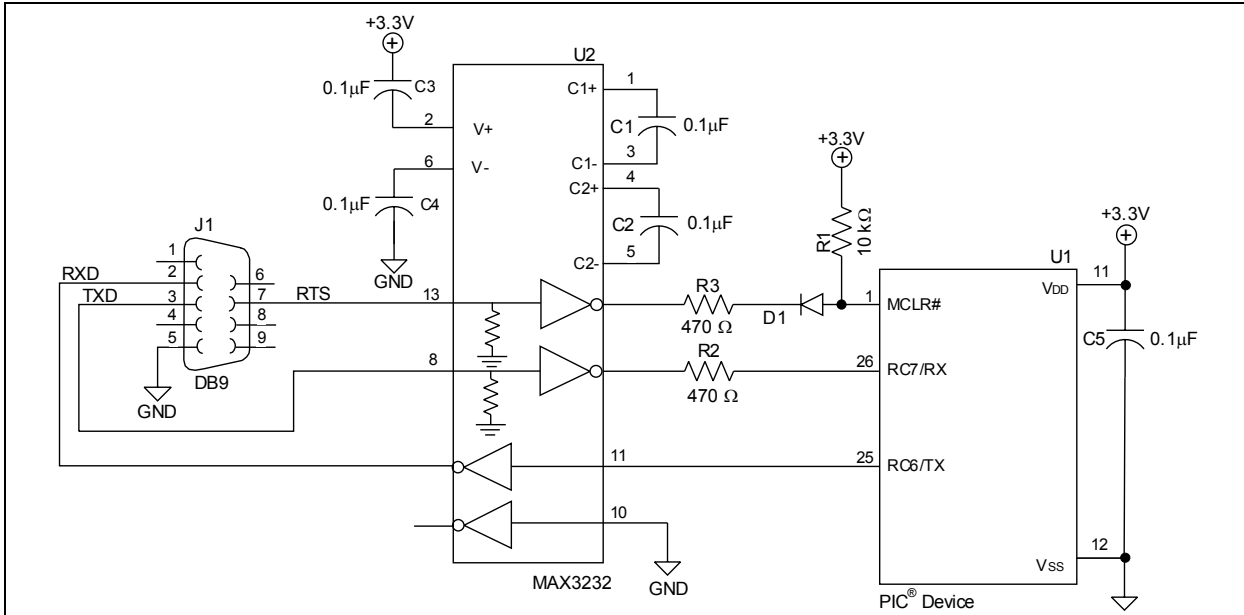 +3.3V
U2
0.1µF C3
2 V+
6 V-
0.1µF C4
GND
C1+ 1
C1 0.1µF
C1- 3
C2+ 4
C2 0.1µF
C2- 5
+3.3V
R1
10 kΩ
+3.3V
U1
J1
1
2
3
4
5
6
7
8
9
RXD
TXD
RTS
DB9
GND
13
R3
470 Ω
D1
1 MCLR#
VDD 11
C5 0.1µF
8
R2
470 Ω
26 RC7/RX
11
25 RC6/TX
10
GND
VSS 12
MAX3232
PIC® Device